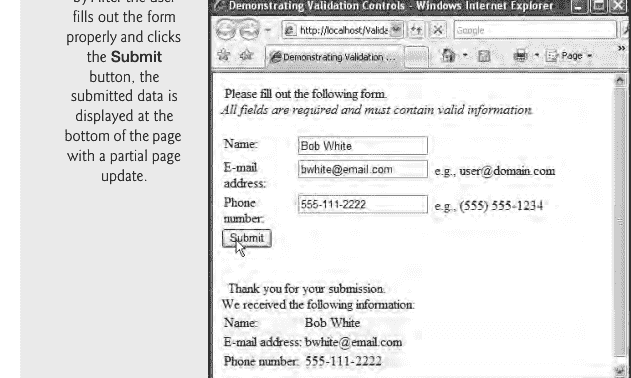 fills out the form
properly and clicks
the Submit
button, the
submitted data is
displayed at the
bottom of the page
with a partial page
update.
Demonstrating Validation Controls - Windows Internet Explorer
http://localhost/Valida
Google
Demonstrating Validation ...
Page
»
Please fill out the following form.
All fields are required and must contain valid information.
Name: Bob White
E-mail
address: bwhite@email.com e.g., user@domain.com
Phone
number: 555-111-2222 e.g., (555) 555-1234
Submit
Thank you for your submission.
We received the following information:
Name: Bob White
E-mail address: bwhite@email.com
Phone number: 555-111-2222